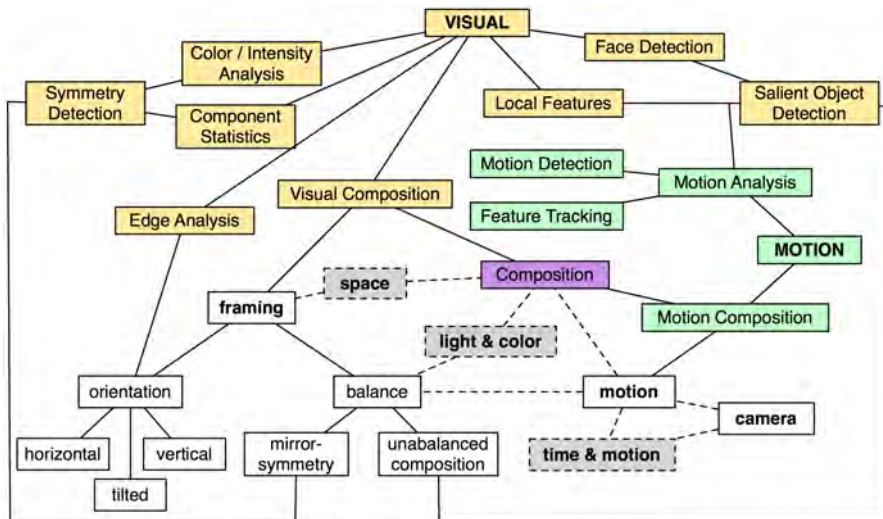 VISUAL
Color / Intensity
Analysis
Face Detection
Symmetry
Detection
Component
Statistics
Local Features
Salient Object
Detection
Motion Detection
Motion Analysis
Visual Composition
Feature Tracking
Edge Analysis
MOTION
Composition
space
framing
Motion Composition
light & color
orientation
balance
motion
camera
horizontal
vertical
mirror-
symmetry
unabalanced
composition
time & motion
tilted